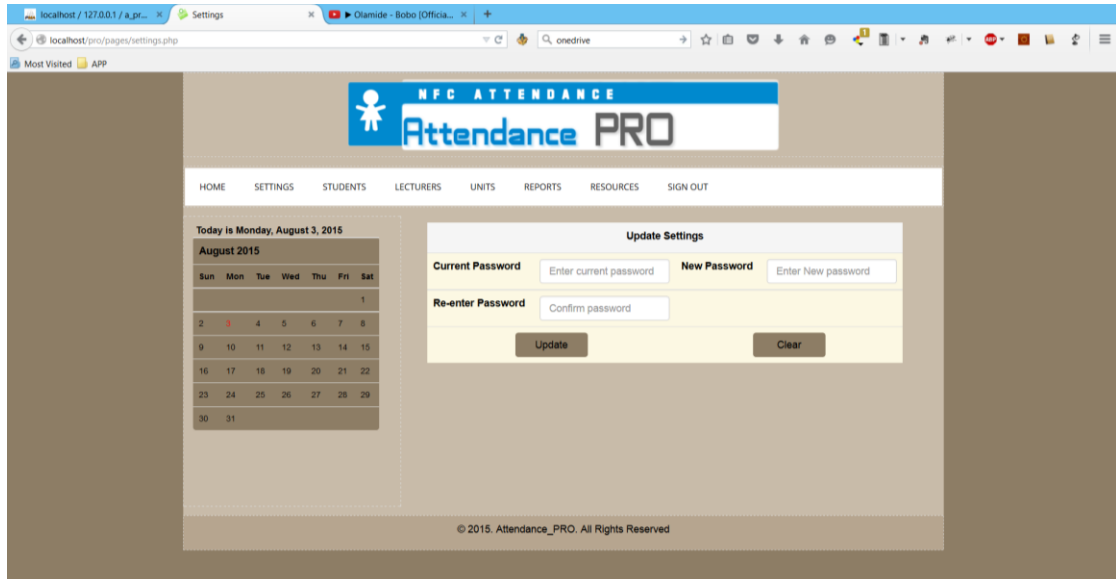 localhost / 127.0.0.1 / a_pr... Settings ► Olamide - Bobo [Officia...
localhost/pro/pages/settings.php onedrive 1
Most Visited APP
NFC ATTENDANCE
Attendance PRO
HOME SETTINGS STUDENTS LECTURERS UNITS REPORTS RESOURCES SIGN OUT
Today is Monday, August 3, 2015
August 2015
Sun Mon Tue Wed Thu Fri Sat
1
2 3 4 5 6 7 8
9 10 11 12 13 14 15
16 17 18 19 20 21 22
23 24 25 26 27 28 29
30 31
Update Settings
Current Password Enter current password New Password Enter New password
Re-enter Password Confirm password
Update Clear
© 2015. Attendance_PRO. All Rights Reserved